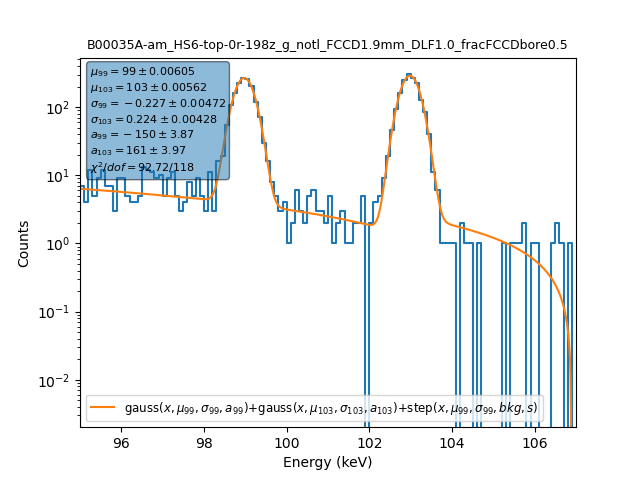 B00035A-am_HS6-top-0r-198z_g_notl_FCCD1.9mm_DLF1.0_fracFCCDbore0.5
μ₉₉ = 99 ± 0.00605
μ₁₀₃ = 103 ± 0.00562
σ₉₉ = −0.227 ± 0.00472
σ₁₀₃ = 0.224 ± 0.00428
a₉₉ = −150 ± 3.87
a₁₀₃ = 161 ± 3.97
χ²/dof = 92.72/118
Counts
10²
10¹
10⁰
10⁻¹
10⁻²
gauss(x, μ₉₉, σ₉₉, a₉₉)+gauss(x, μ₁₀₃, σ₁₀₃, a₁₀₃)+step(x, μ₉₉, σ₉₉, bkg, s)
96 98 100 102 104 106
Energy (keV)